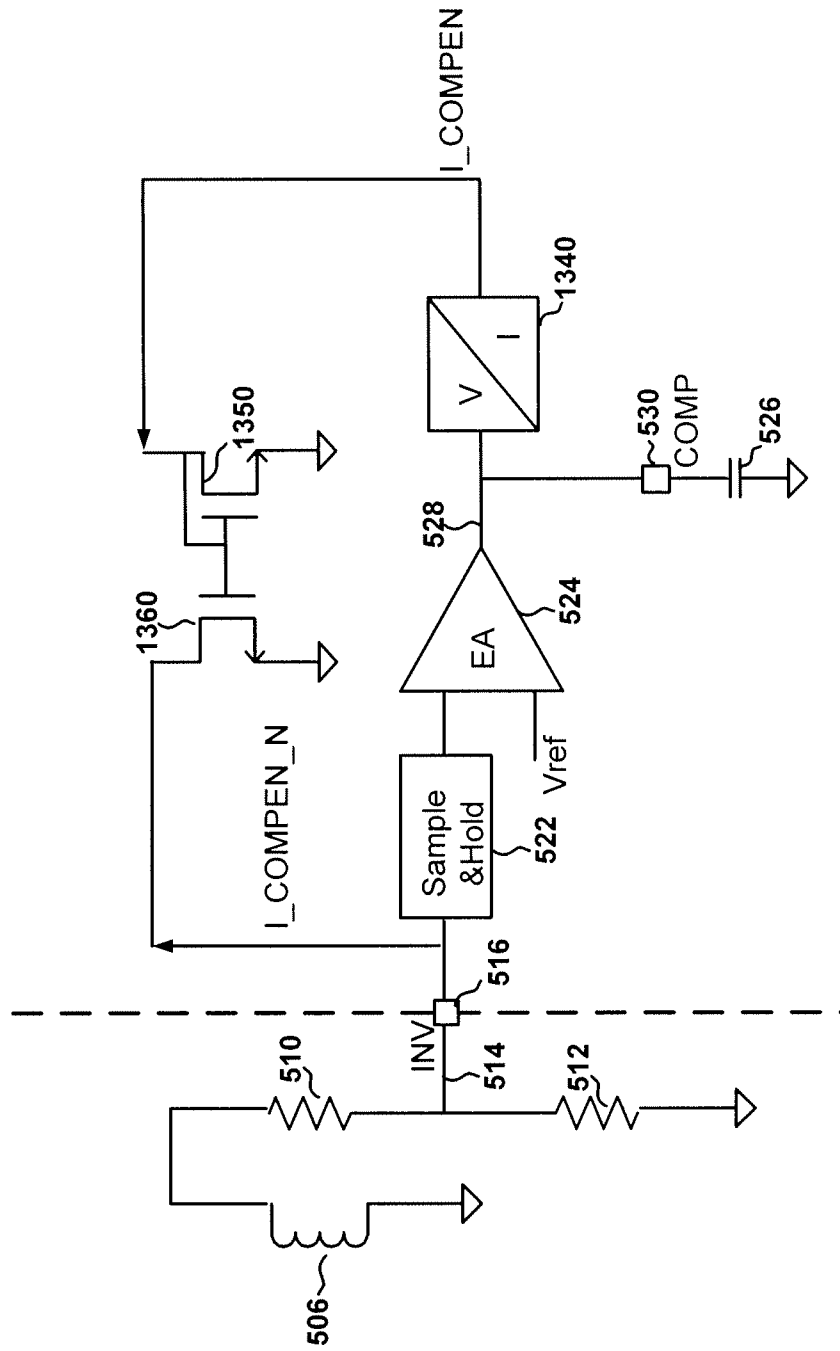 506
510
512
INV
514
516
I_COMPEN_N
Sample
&Hold
522
Vref
EA
524
528
1360
1350
V
I
1340
530
COMP
526
I_COMPEN